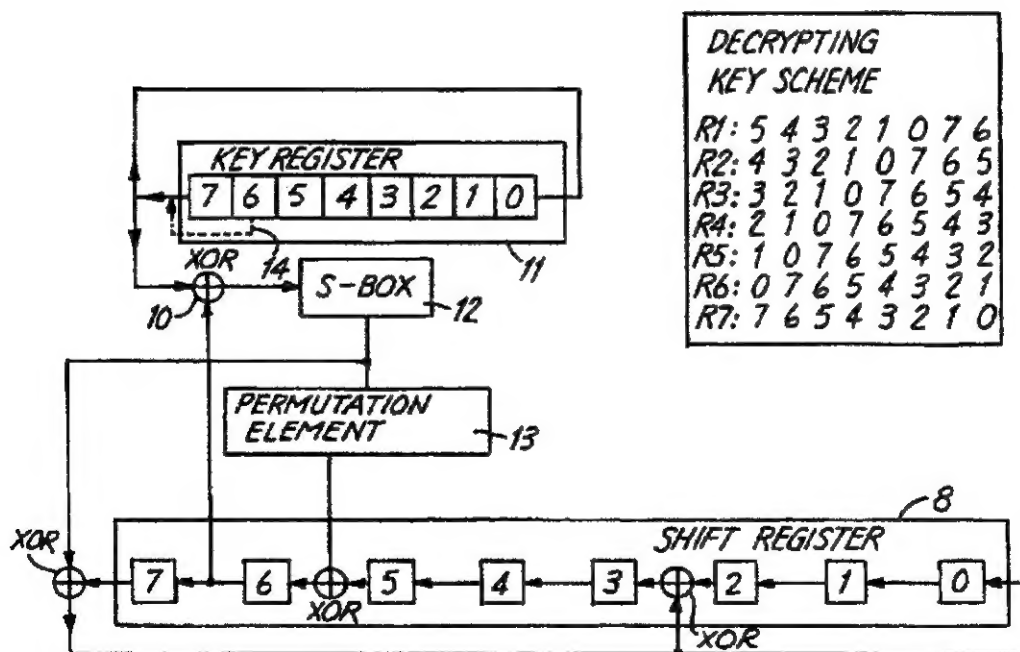 DECRYPTING
KEY SCHEME
R1: 5 4 3 2 1 0 7 6
R2: 4 3 2 1 0 7 6 5
R3: 3 2 1 0 7 6 5 4
R4: 2 1 0 7 6 5 4 3
R5: 1 0 7 6 5 4 3 2
R6: 0 7 6 5 4 3 2 1
R7: 7 6 5 4 3 2 1 0
KEY REGISTER
7 6 5 4 3 2 1 0
14
11
XOR
10
S-BOX
12
PERMUTATION
ELEMENT
13
8
SHIFT REGISTER
XOR
7 6 5 4 3 2 1 0
XOR
XOR